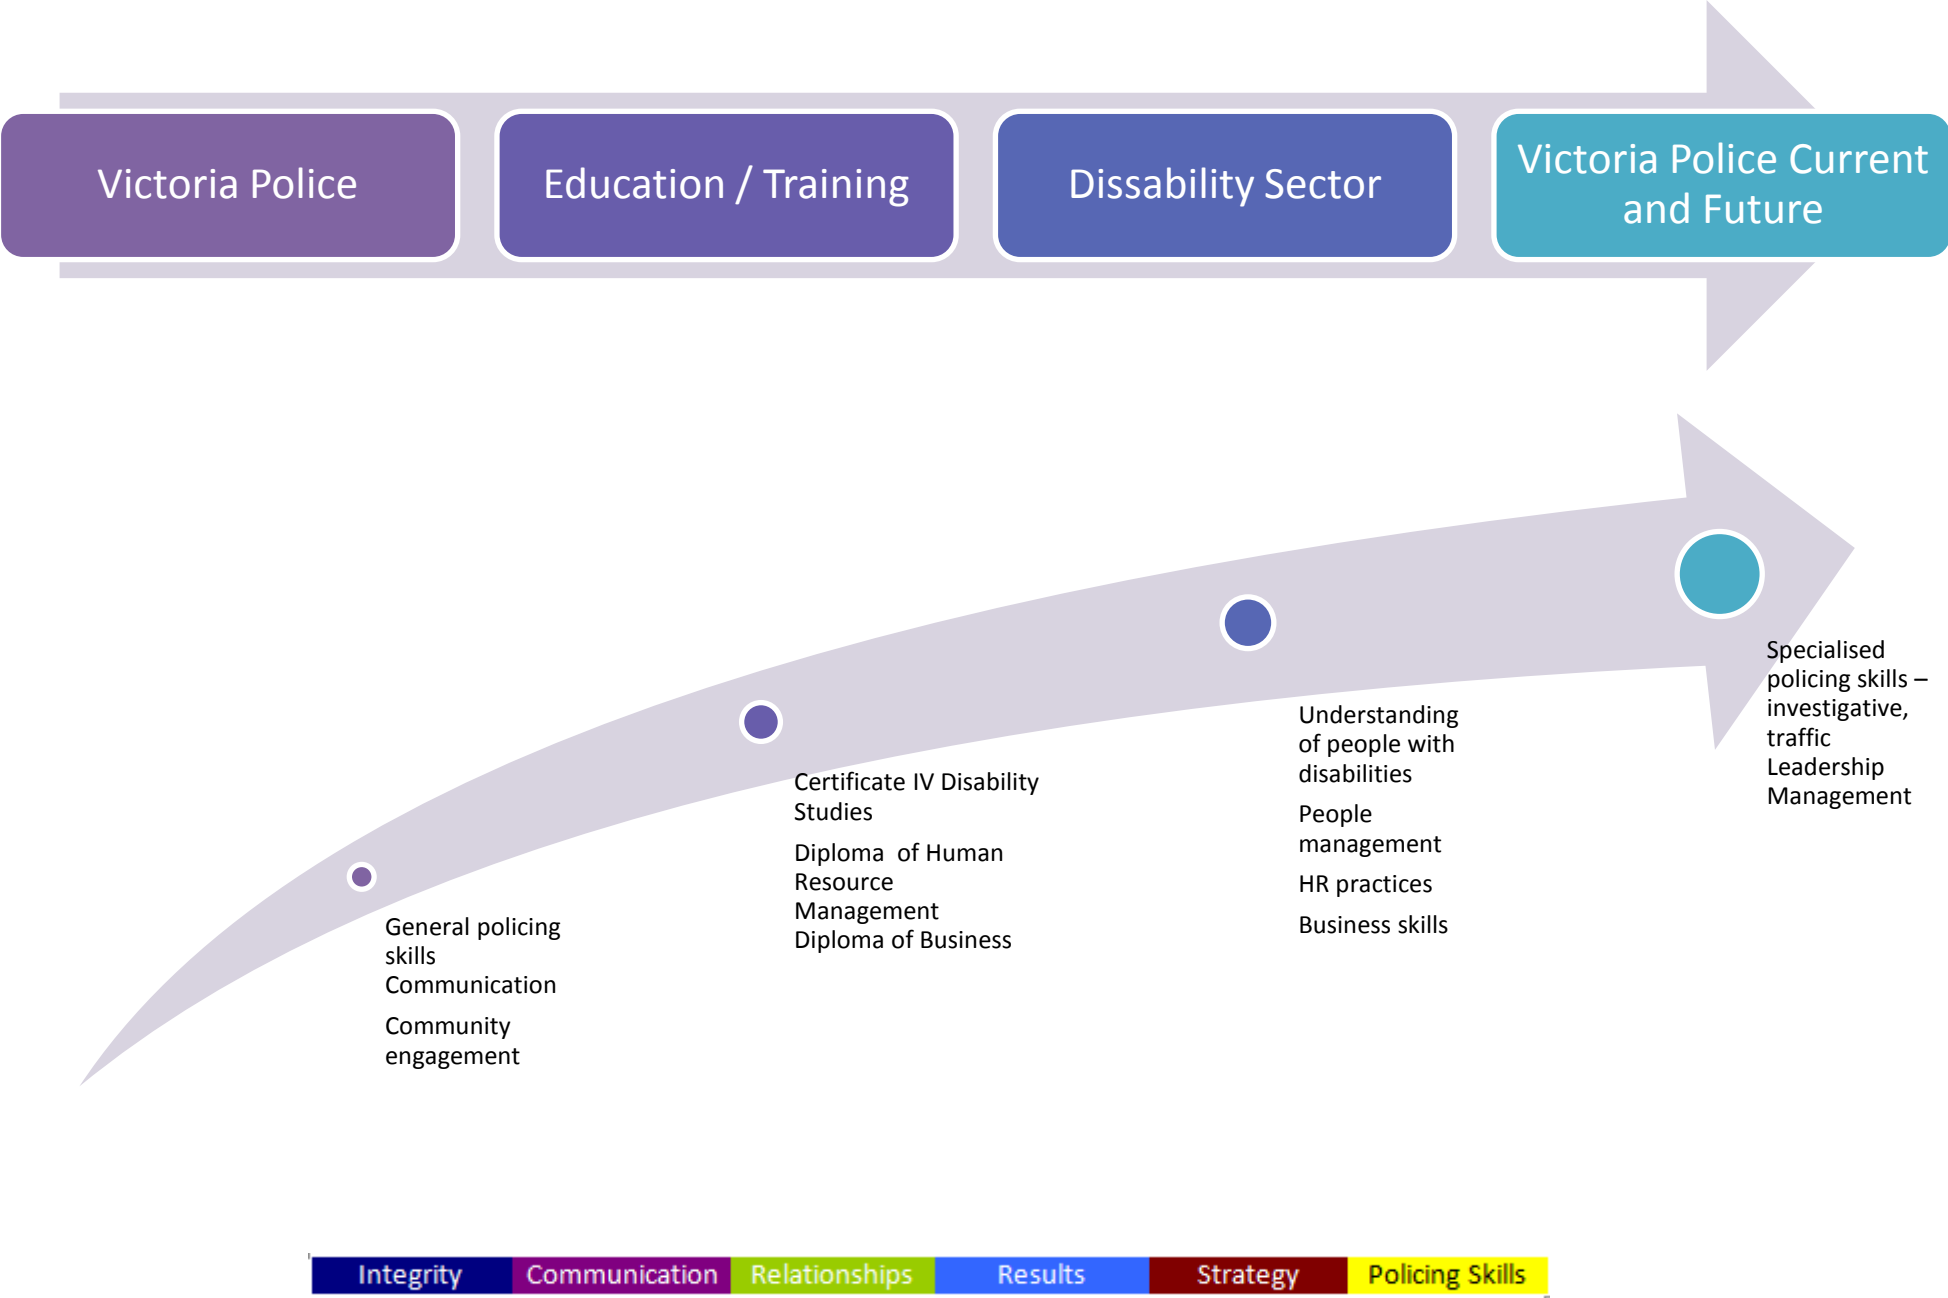 Victoria Police
Education / Training
Dissability Sector
Victoria Police Current
and Future
General policing
skills
Communication
Community
engagement
Certificate IV Disability
Studies
Diploma  of Human
Resource
Management
Diploma of Business
Understanding
of people with
disabilities
People
management
HR practices
Business skills
Specialised
policing skills –
investigative,
traffic
Leadership
Management
Integrity
Communication
Relationships
Results
Strategy
Policing Skills